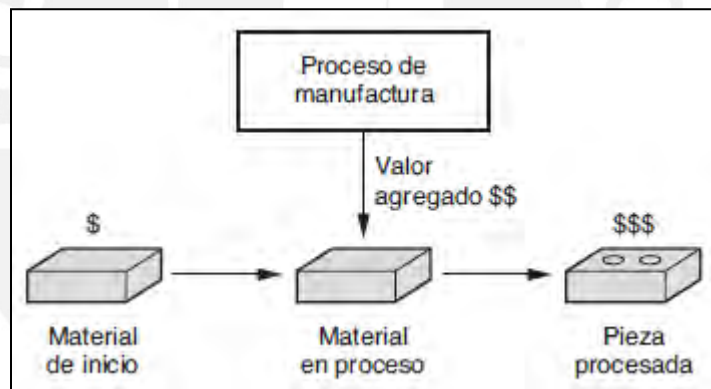 Proceso de
manufactura
Valor
agregado $$
$
$$$
Material
de inicio
Material
en proceso
Pieza
procesada